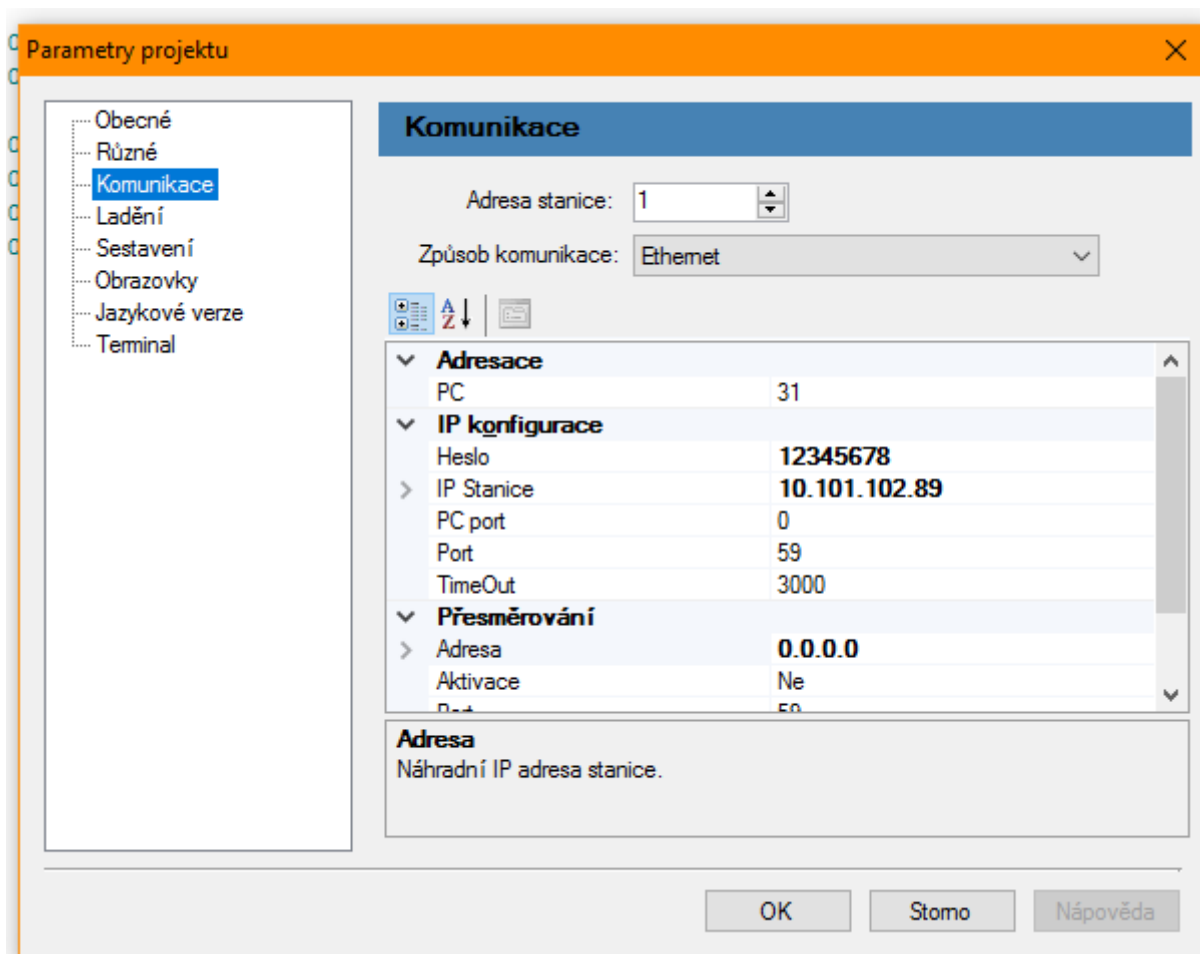 Parametry projektu
Obecné
Různé
Komunikace
Ladění
Sestavení
Obrazovky
Jazykové verze
Terminal
Komunikace
Adresa stanice: 1
Způsob komunikace: Ethernet
Adresace
PC 31
IP konfigurace
Heslo 12345678
IP Stanice 10.101.102.89
PC port 0
Port 59
TimeOut 3000
Přesměrování
Adresa 0.0.0.0
Aktivace Ne
Port 59
Adresa
Náhradní IP adresa stanice.
OK Storno Nápověda